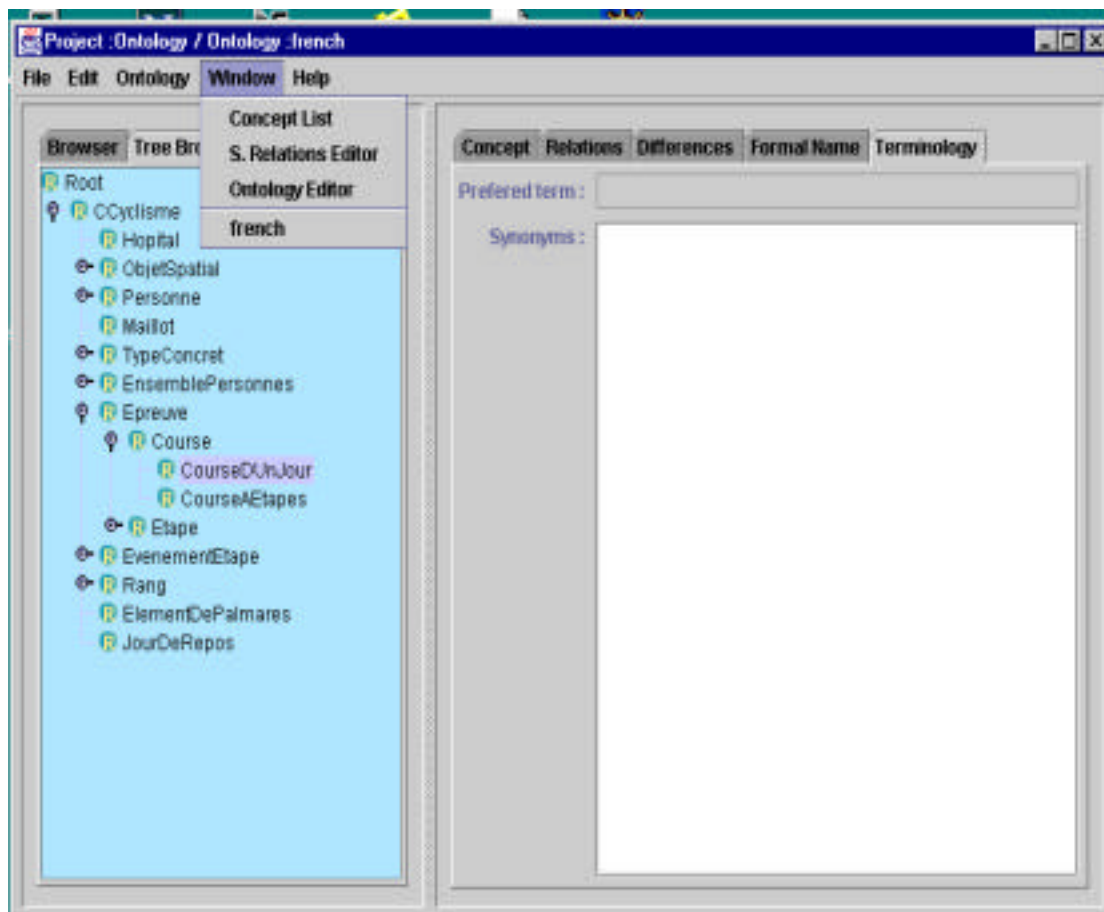 Project :Ontology / Ontology :french
File Edit Ontology Window Help
Concept List
S. Relations Editor
Ontology Editor
french
Browser Tree Bro
Root
CCyclisme
Hopital
ObjetSpatial
Personne
Maillot
TypeConcret
EnsemblePersonnes
Epreuve
Course
CourseDUnJour
CourseAEtapes
Etape
EvenementEtape
Rang
ElementDePalmares
JourDeRepos
Concept Relations Differences Formal Name Terminology
Prefered term :
Synonyms :